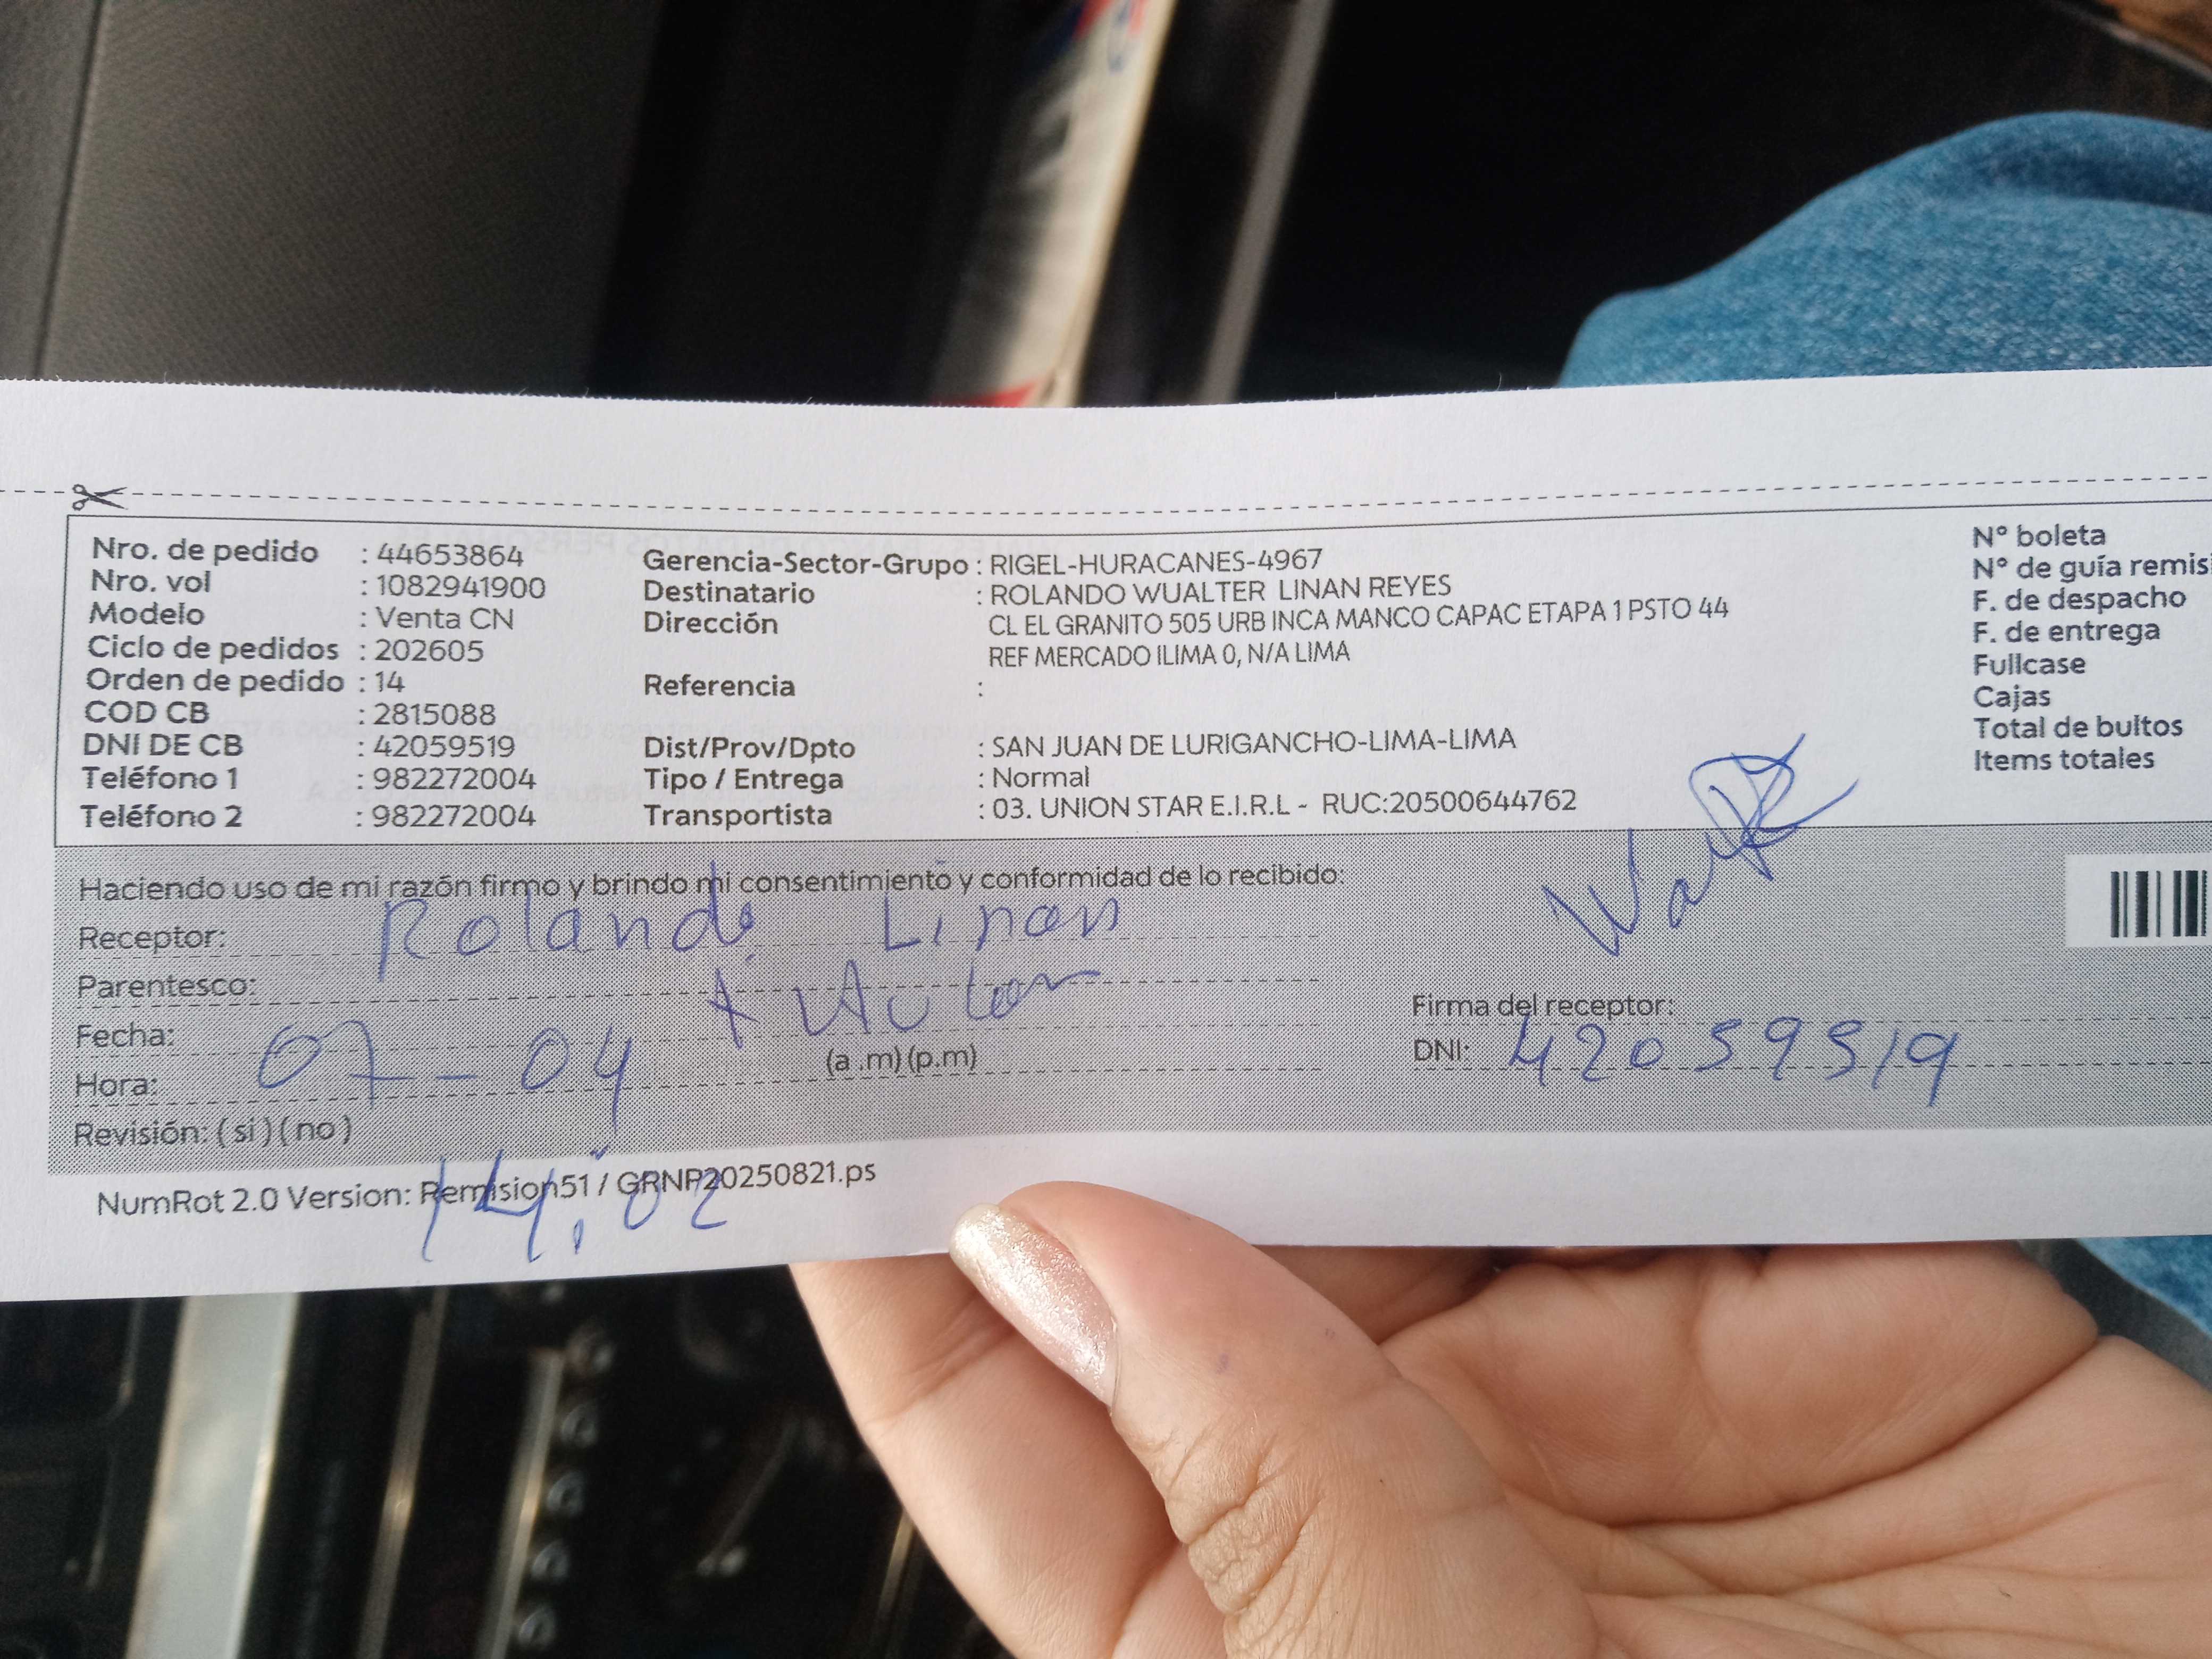 Nro. de pedido : 44653864
Nro. vol : 1082941900
Modelo : Venta CN
Ciclo de pedidos : 202605
Orden de pedido : 14
COD CB : 2815088
DNI DE CB : 42059519
Teléfono 1 : 982272004
Teléfono 2 : 982272004
Gerencia-Sector-Grupo : RIGEL-HURACANES-4967
Destinatario : ROLANDO WUALTER LINAN REYES
Dirección CL EL GRANITO 505 URB INCA MANCO CAPAC ETAPA 1 PSTO 44
REF MERCADO ILIMA 0, N/A LIMA
Referencia :
Dist/Prov/Dpto : SAN JUAN DE LURIGANCHO-LIMA-LIMA
Tipo / Entrega : Normal
Transportista : 03. UNION STAR E.I.R.L - RUC:20500644762
N° boleta
N° de guía remisi
F. de despacho
F. de entrega
Fullcase
Cajas
Total de bultos
Items totales
Haciendo uso de mi razón firmo y brindo mi consentimiento y conformidad de lo recibido:
Receptor: Rolando Linan
Parentesco:
Fecha: 07-04
Hora: (a .m) (p.m)
Revisión: ( si ) ( no )
Firma del receptor:
DNI: 42059519
NumRot 2.0 Version: Remision51 / GRNP20250821.ps
14:02